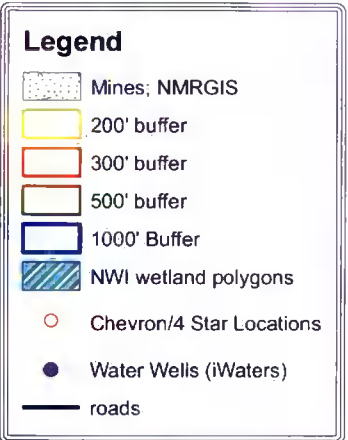 Legend
Mines; NMRGIS
200' buffer
300' buffer
500' buffer
1000' Buffer
NWI wetland polygons
Chevron/4 Star Locations
Water Wells (iWaters)
roads